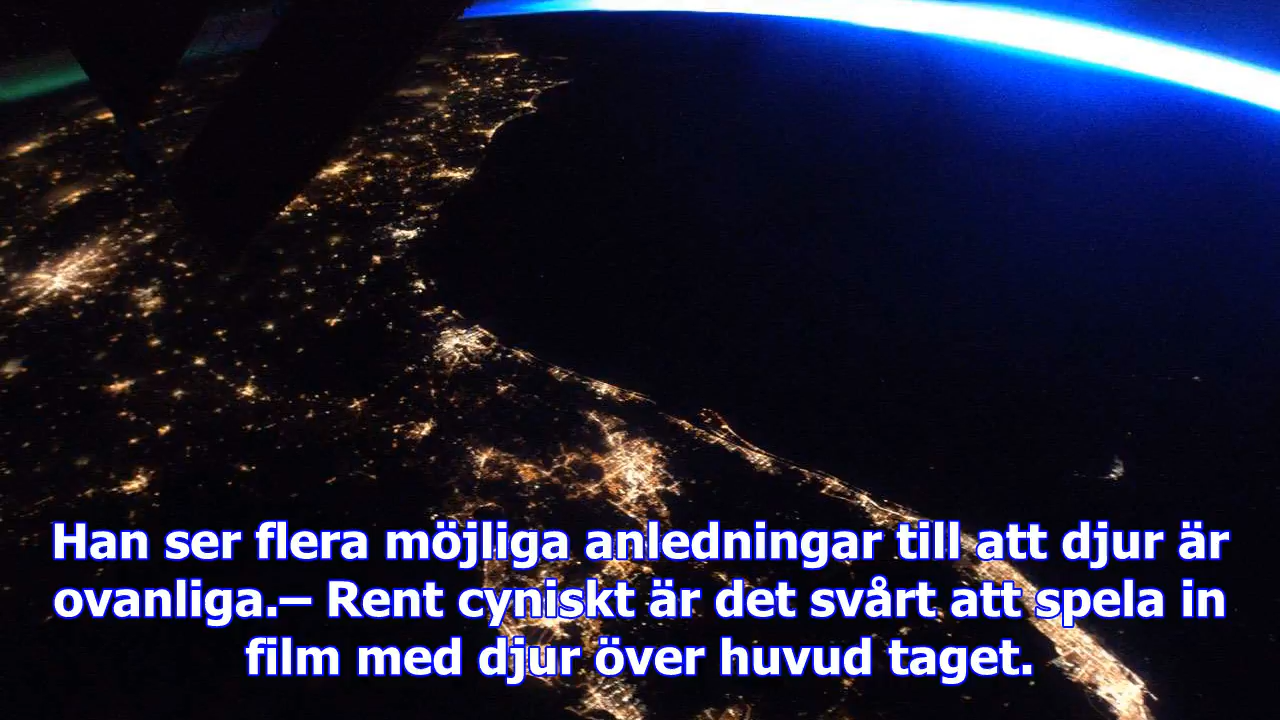 Han ser flera möjliga anledningar till att djur är
ovanliga.– Rent cyniskt är det svårt att spela in
film med djur över huvud taget.